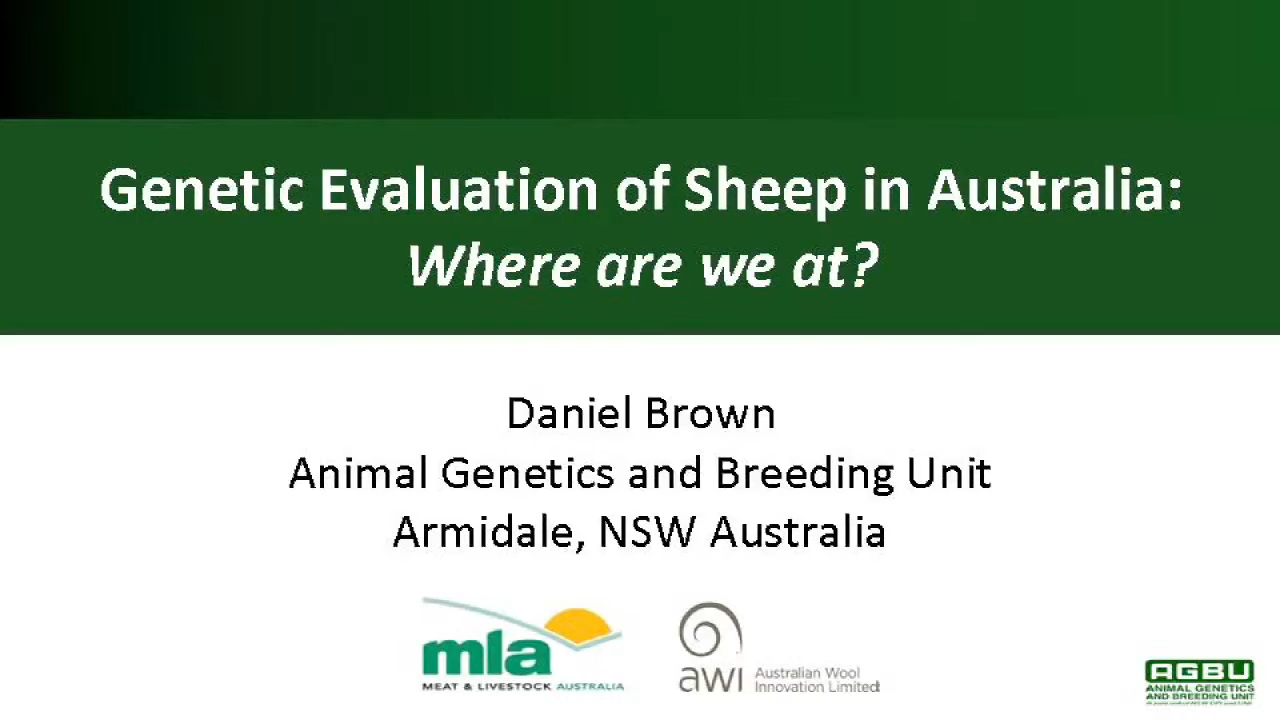 Genetic Evaluation of Sheep in Australia:
Where are we at?
Daniel Brown
Animal Genetics and Breeding Unit
Armidale, NSW Australia
mla
MEAT & LIVESTOCK AUSTRALIA
awi
Australian Wool
Innovation Limited
AGBU
ANIMAL GENETICS
AND BREEDING UNIT